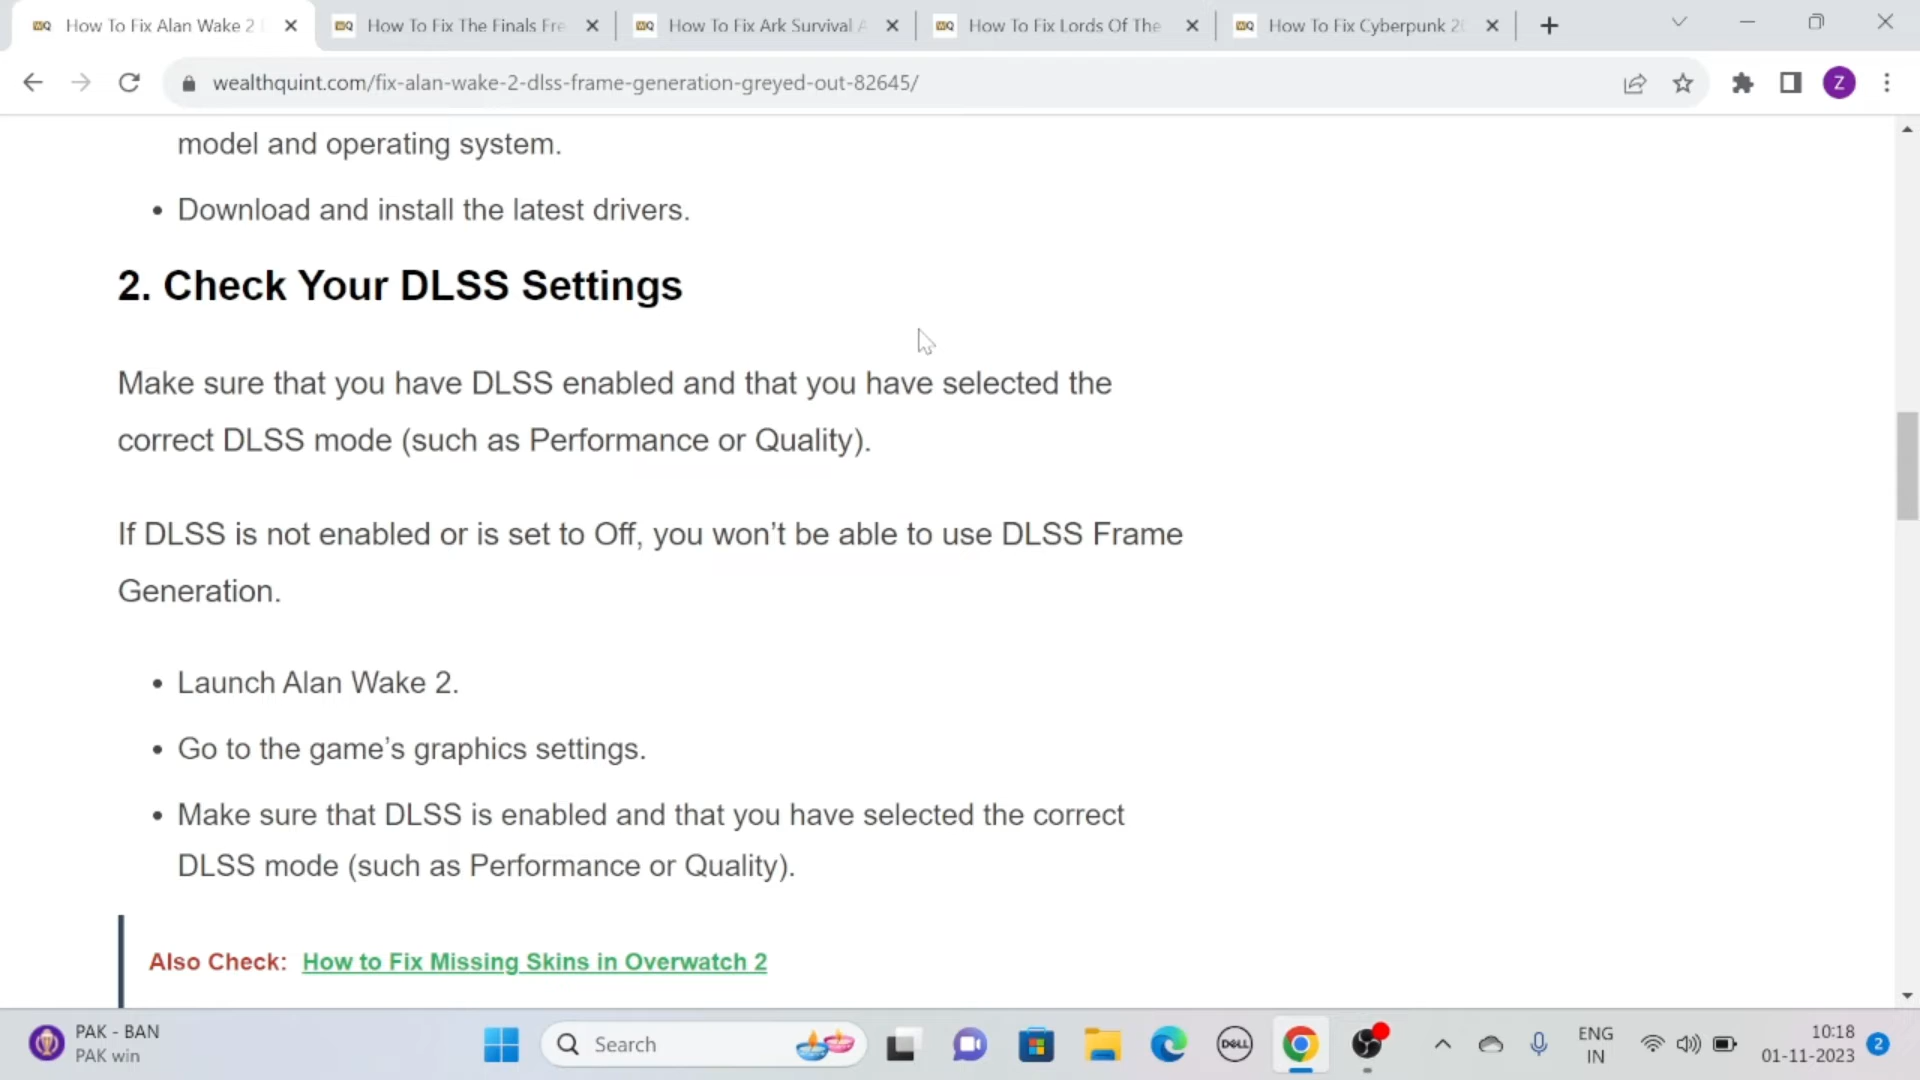 How To Fix Alan Wake 2
How To Fix The Finals Fre
How To Fix Ark Survival A
How To Fix Lords Of The
How To Fix Cyberpunk 20
wealthquint.com/fix-alan-wake-2-dlss-frame-generation-greyed-out-82645/
Z
model and operating system.
• Download and install the latest drivers.
2. Check Your DLSS Settings
Make sure that you have DLSS enabled and that you have selected the
correct DLSS mode (such as Performance or Quality).
If DLSS is not enabled or is set to Off, you won’t be able to use DLSS Frame
Generation.
• Launch Alan Wake 2.
• Go to the game’s graphics settings.
• Make sure that DLSS is enabled and that you have selected the correct
DLSS mode (such as Performance or Quality).
Also Check: How to Fix Missing Skins in Overwatch 2
PAK - BAN
PAK win
Search
DELL
ENG
IN
10:18
01-11-2023
2